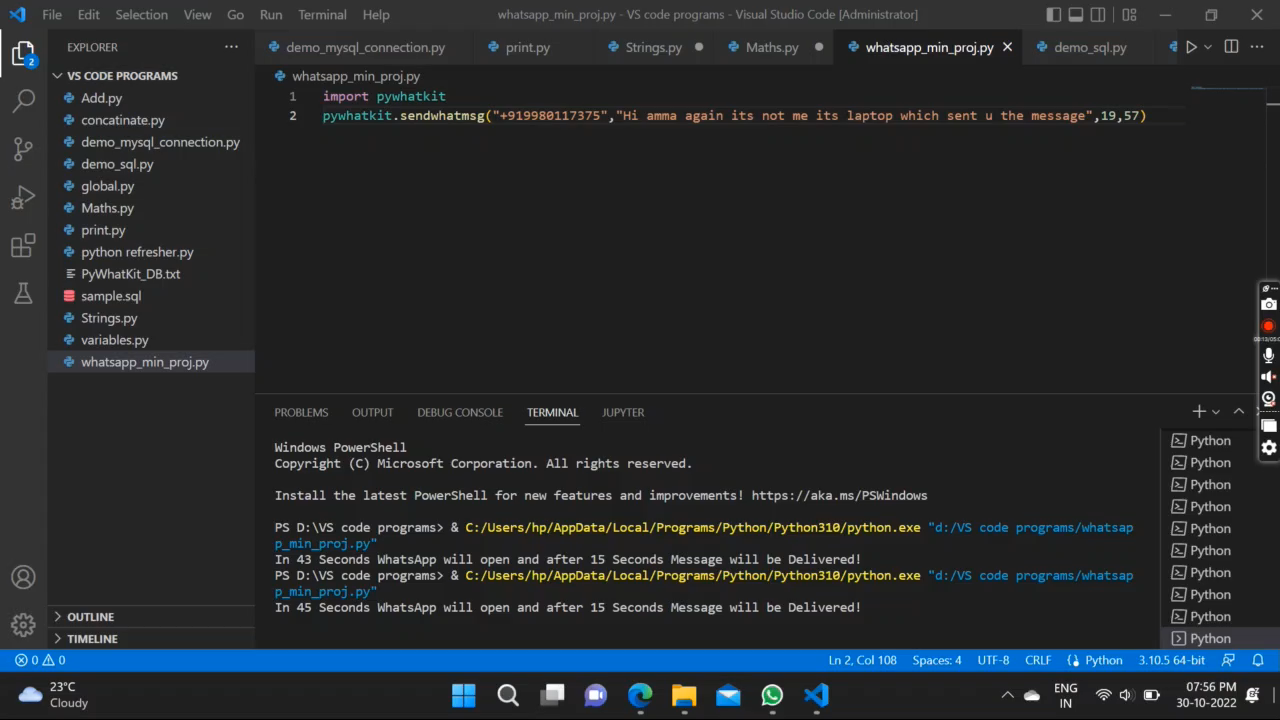 File Edit Selection View Go Run Terminal Help whatsapp_min_proj.py - VS code programs - Visual Studio Code [Administrator]
EXPLORER
demo_mysql_connection.py print.py Strings.py Maths.py whatsapp_min_proj.py demo_sql.py
VS CODE PROGRAMS
Add.py
concatinate.py
demo_mysql_connection.py
demo_sql.py
global.py
Maths.py
print.py
python refresher.py
PyWhatKit_DB.txt
sample.sql
Strings.py
variables.py
whatsapp_min_proj.py
OUTLINE
TIMELINE
2
whatsapp_min_proj.py
1 import pywhatkit
2 pywhatkit.sendwhatmsg("+919980117375","Hi amma again its not me its laptop which sent u the message",19,57)
PROBLEMS OUTPUT DEBUG CONSOLE TERMINAL JUPYTER
Windows PowerShell
Copyright (C) Microsoft Corporation. All rights reserved.
Install the latest PowerShell for new features and improvements! https://aka.ms/PSWindows
PS D:\VS code programs> & C:/Users/hp/AppData/Local/Programs/Python/Python310/python.exe "d:/VS code programs/whatsap
p_min_proj.py"
In 43 Seconds WhatsApp will open and after 15 Seconds Message will be Delivered!
PS D:\VS code programs> & C:/Users/hp/AppData/Local/Programs/Python/Python310/python.exe "d:/VS code programs/whatsap
p_min_proj.py"
In 45 Seconds WhatsApp will open and after 15 Seconds Message will be Delivered!
Python
Python
Python
Python
Python
Python
Python
Python
Python
Python
0 0 Ln 2, Col 108 Spaces: 4 UTF-8 CRLF Python 3.10.5 64-bit
23°C
Cloudy
ENG
IN
07:56 PM
30-10-2022